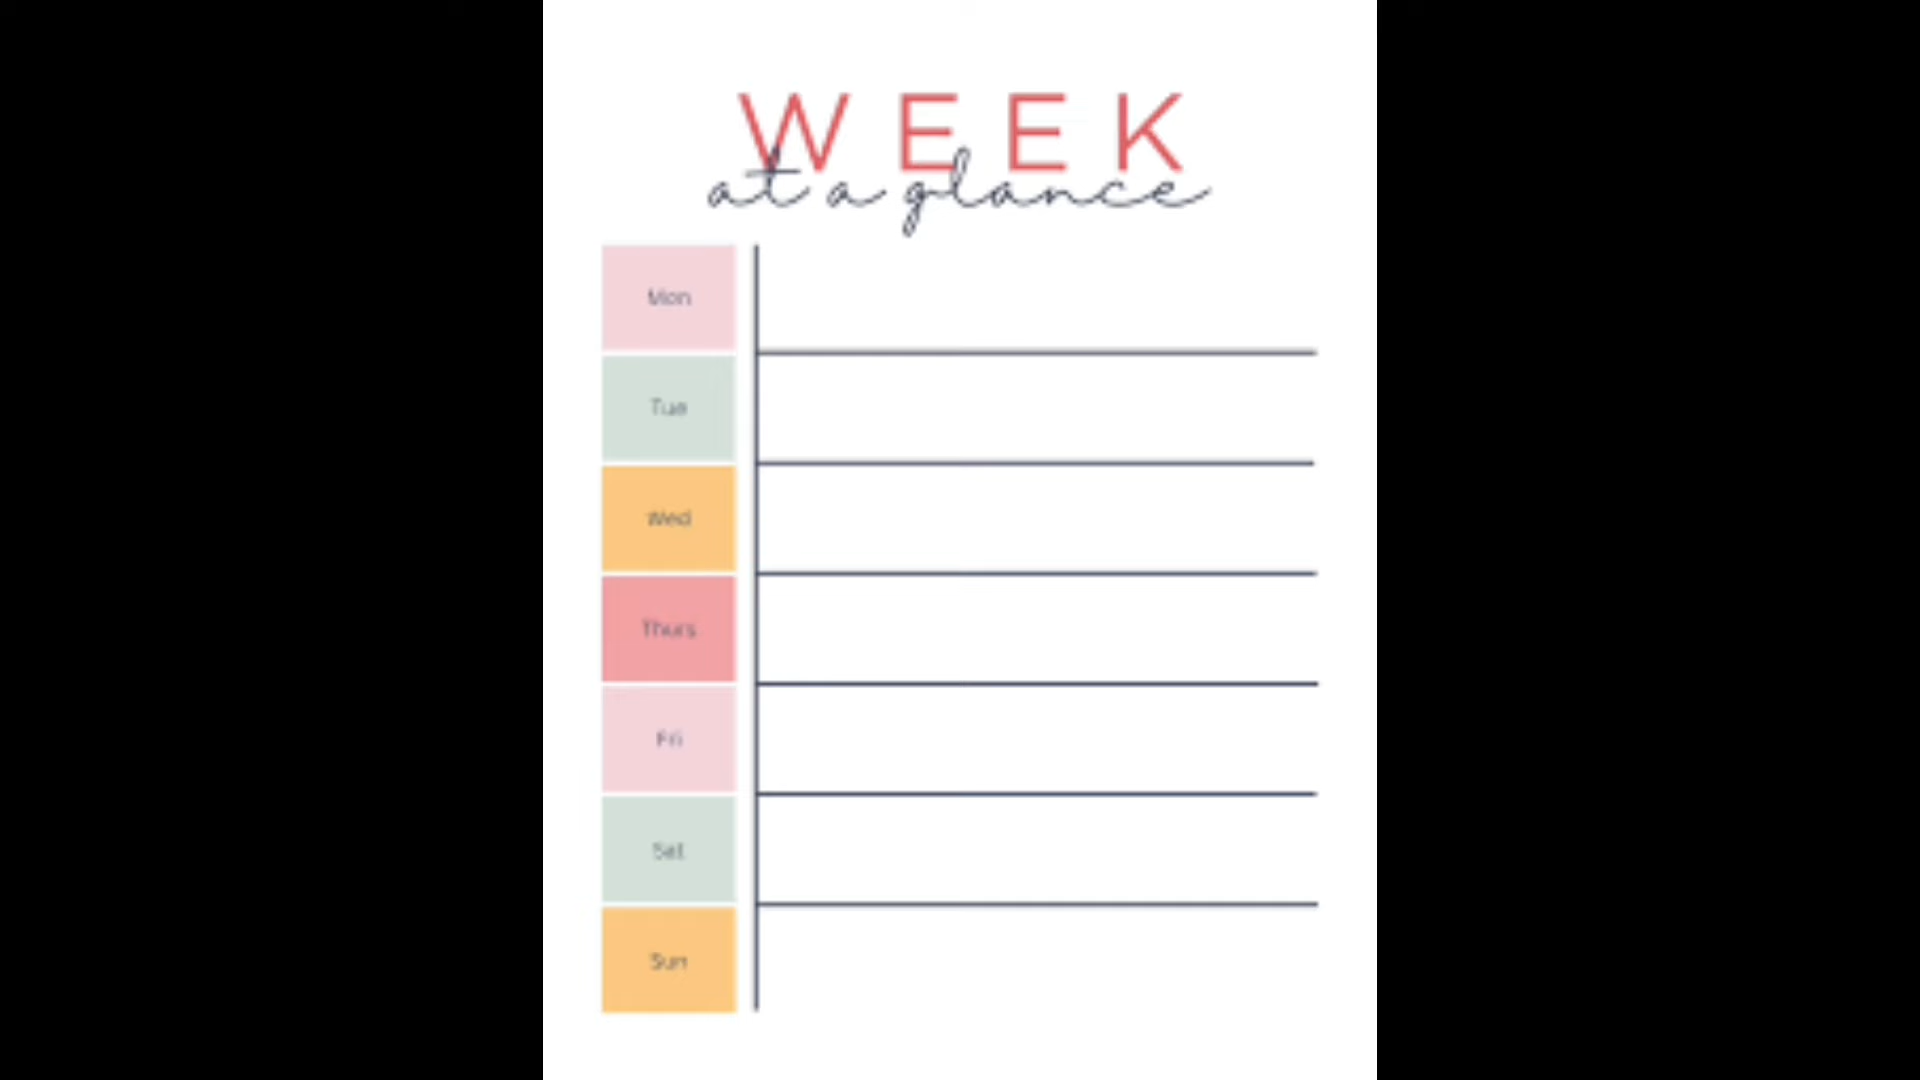 WEEK
at a glance
Mon
Tue
Wed
Thurs
Fri
Sat
Sun